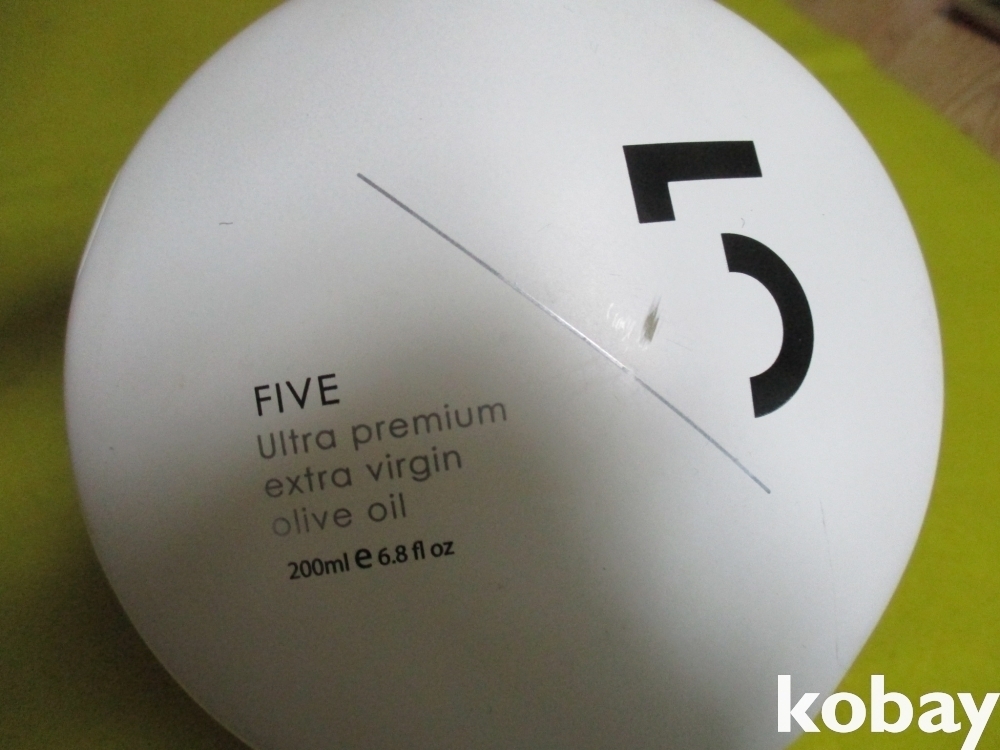 5
FIVE
Ultra premium
extra virgin
olive oil
200ml e 6.8 fl oz
kobay